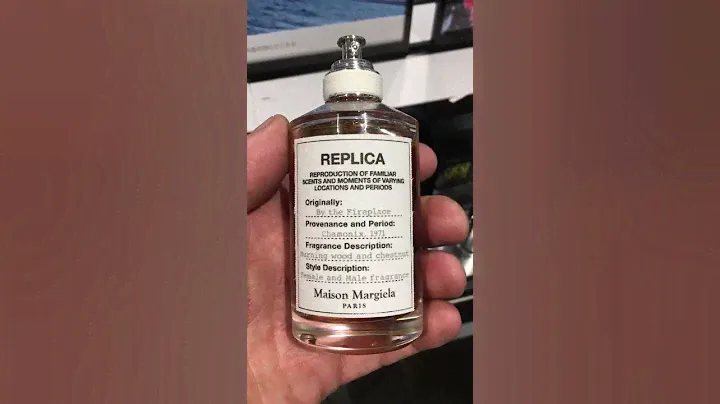 REPLICA
REPRODUCTION OF FAMILIAR
SCENTS AND MOMENTS OF VARYING
LOCATIONS AND PERIODS
Originally:
By the Fireplace
Provenance and Period:
Chamonix, 1971
Fragrance Description:
Burning wood and chestnut
Style Description:
Female and Male fragrance
Maison Margiela
PARIS